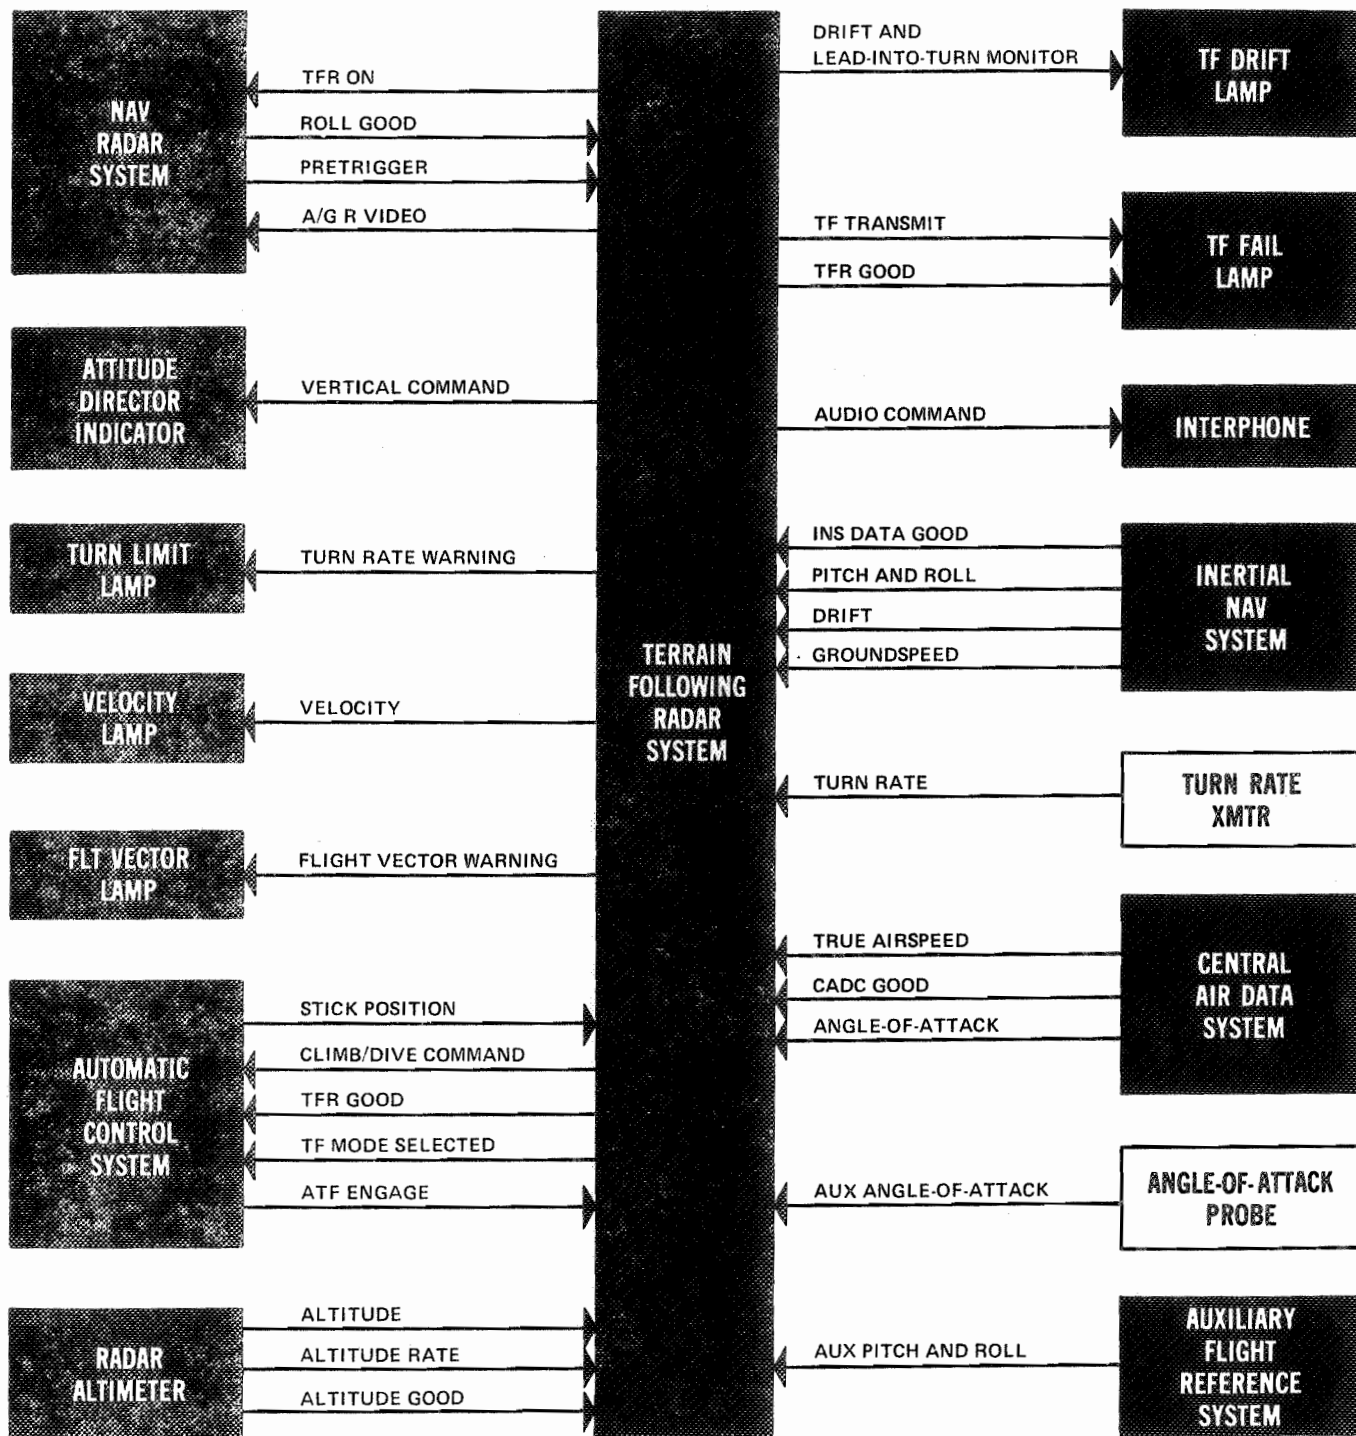 NAV
RADAR
SYSTEM
TFR ON
ROLL GOOD
PRETRIGGER
A/G R VIDEO
ATTITUDE
DIRECTOR
INDICATOR
VERTICAL COMMAND
TURN LIMIT
LAMP
TURN RATE WARNING
VELOCITY
LAMP
VELOCITY
FLT VECTOR
LAMP
FLIGHT VECTOR WARNING
AUTOMATIC
FLIGHT
CONTROL
SYSTEM
STICK POSITION
CLIMB/DIVE COMMAND
TFR GOOD
TF MODE SELECTED
ATF ENGAGE
RADAR
ALTIMETER
ALTITUDE
ALTITUDE RATE
ALTITUDE GOOD
TERRAIN
FOLLOWING
RADAR
SYSTEM
DRIFT AND
LEAD-INTO-TURN MONITOR
TF DRIFT
LAMP
TF TRANSMIT
TFR GOOD
TF FAIL
LAMP
AUDIO COMMAND
INTERPHONE
INS DATA GOOD
PITCH AND ROLL
DRIFT
GROUNDSPEED
INERTIAL
NAV
SYSTEM
TURN RATE
TURN RATE
XMTR
TRUE AIRSPEED
CADC GOOD
ANGLE-OF-ATTACK
CENTRAL
AIR DATA
SYSTEM
AUX ANGLE-OF-ATTACK
ANGLE-OF-ATTACK
PROBE
AUX PITCH AND ROLL
AUXILIARY
FLIGHT
REFERENCE
SYSTEM